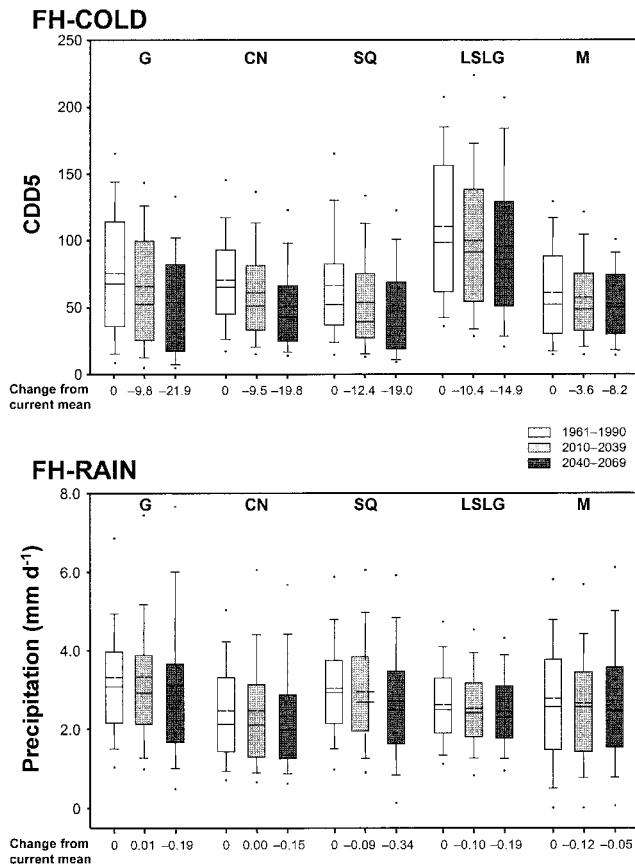 FH-COLD
250
G CN SQ LSLG M
200
150
CDD5
100
50
0
Change from current mean
0 −9.8 −21.9 0 −9.5 −19.8 0 −12.4 −19.0 0 −10.4 −14.9 0 −3.6 −8.2
1961–1990
2010–2039
2040–2069
FH-RAIN
8.0
G CN SQ LSLG M
6.0
Precipitation (mm d⁻¹)
4.0
2.0
0
Change from current mean
0 0.01 −0.19 0 0.00 −0.15 0 −0.09 −0.34 0 −0.10 −0.19 0 −0.12 −0.05